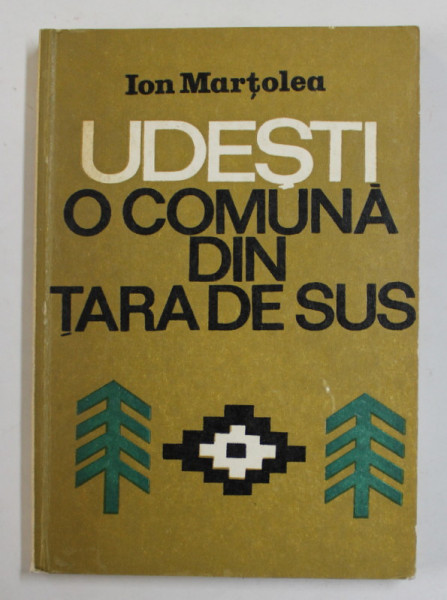 Ion Marțolea
UDEȘTI
O COMUNĂ
DIN
ȚARA DE SUS